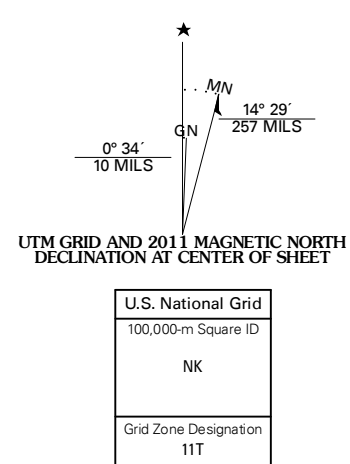 MN
GN
14° 29´
257 MILS
0° 34´
10 MILS
UTM GRID AND 2011 MAGNETIC NORTH
DECLINATION AT CENTER OF SHEET
U.S. National Grid
100,000-m Square ID
NK
Grid Zone Designation
11T